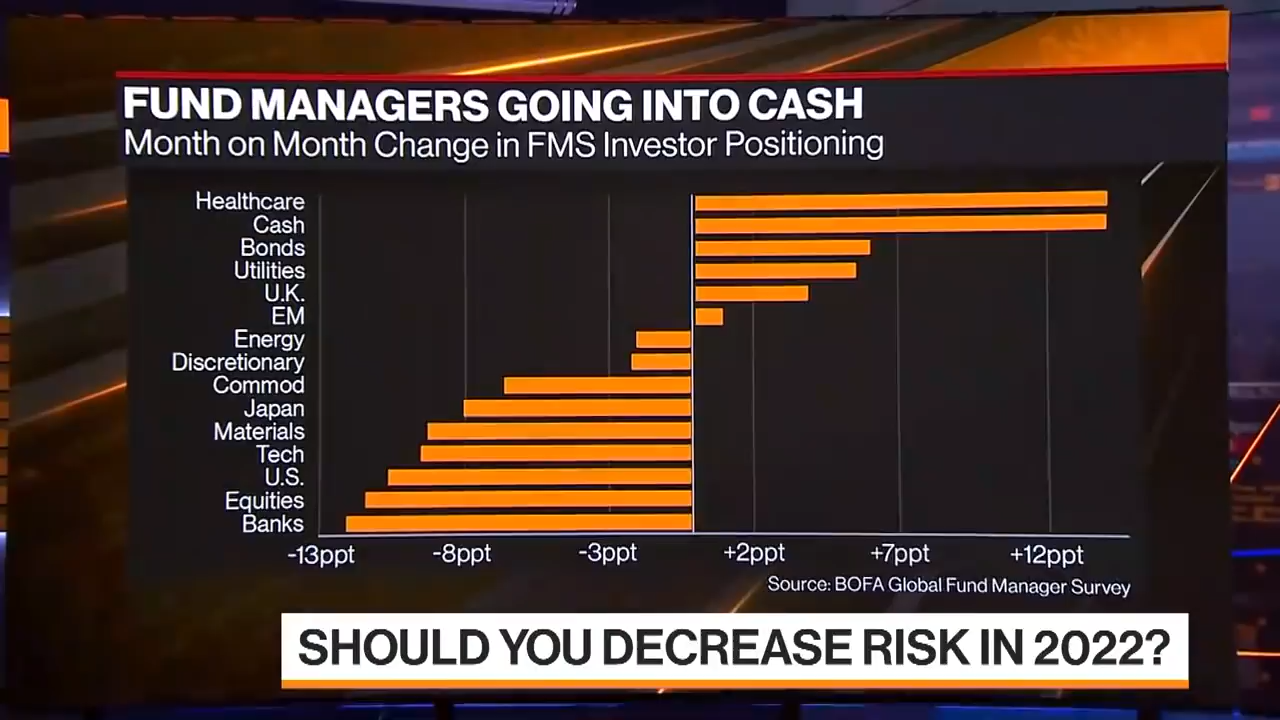 FUND MANAGERS GOING INTO CASH
Month on Month Change in FMS Investor Positioning
Healthcare
Cash
Bonds
Utilities
U.K.
EM
Energy
Discretionary
Commod
Japan
Materials
Tech
U.S.
Equities
Banks
-13ppt -8ppt -3ppt +2ppt +7ppt +12ppt
Source: BOFA Global Fund Manager Survey
SHOULD YOU DECREASE RISK IN 2022?